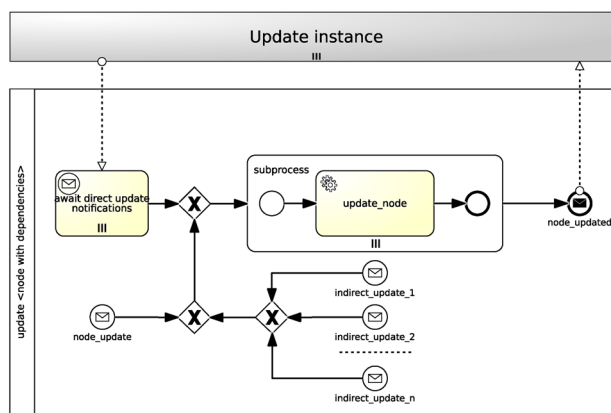 Update instance
update <node with dependencies>
await direct update
notifications
X
subprocess
update_node
node_updated
node_update
X
X
indirect_update_1
indirect_update_2
indirect_update_n